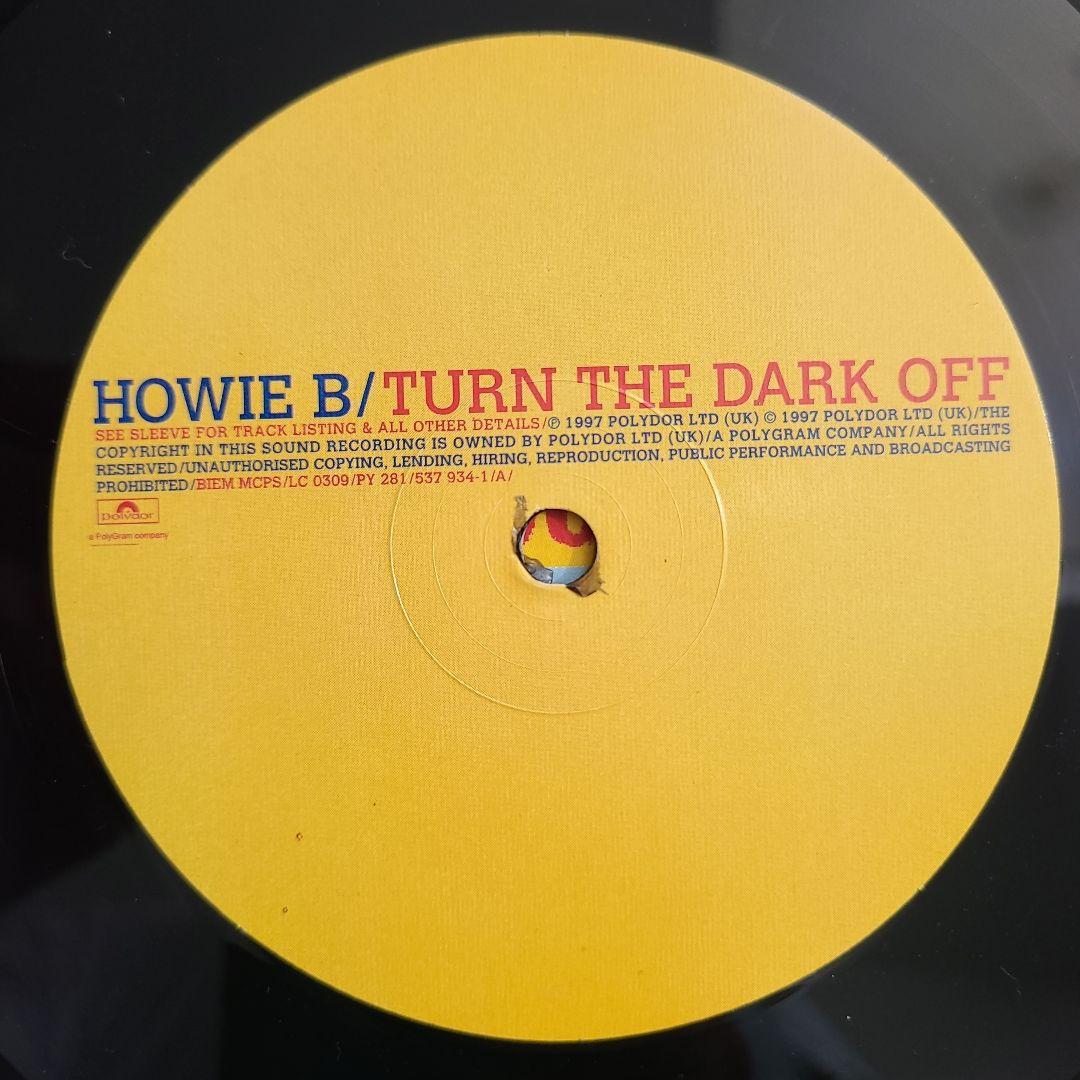 HOWIE B/TURN THE DARK OFF
SEE SLEEVE FOR TRACK LISTING & ALL OTHER DETAILS/℗ 1997 POLYDOR LTD (UK) © 1997 POLYDOR LTD (UK)/THE
COPYRIGHT IN THIS SOUND RECORDING IS OWNED BY POLYDOR LTD (UK)/A POLYGRAM COMPANY/ALL RIGHTS
RESERVED/UNAUTHORISED COPYING, LENDING, HIRING, REPRODUCTION, PUBLIC PERFORMANCE AND BROADCASTING
PROHIBITED/BIEM MCPS/LC 0309/PY 281/537 934-1/A/
Polydor
a PolyGram company